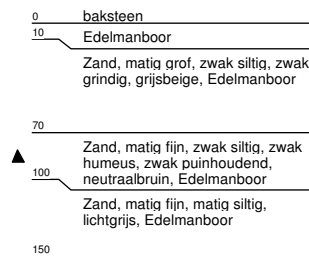 0 baksteen
10 Edelmanboor
Zand, matig grof, zwak siltig, zwak
grindig, grijsbeige, Edelmanboor
70
Zand, matig fijn, zwak siltig, zwak
humeus, zwak puinhoudend,
neutraalbruin, Edelmanboor
100
Zand, matig fijn, matig siltig,
lichtgrijs, Edelmanboor
150